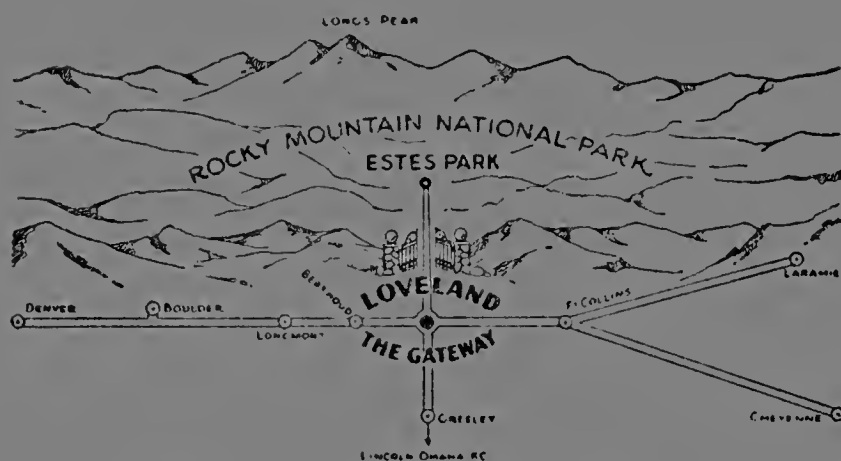 LONGS PEAK
ROCKY MOUNTAIN NATIONAL PARK
ESTES PARK
LARAMIE
BERTHOUD
LOVELAND
FT COLLINS
DENVER
BOULDER
LONGMONT
THE GATEWAY
GREELEY
CHEYENNE
LINCOLN OMAHA KC